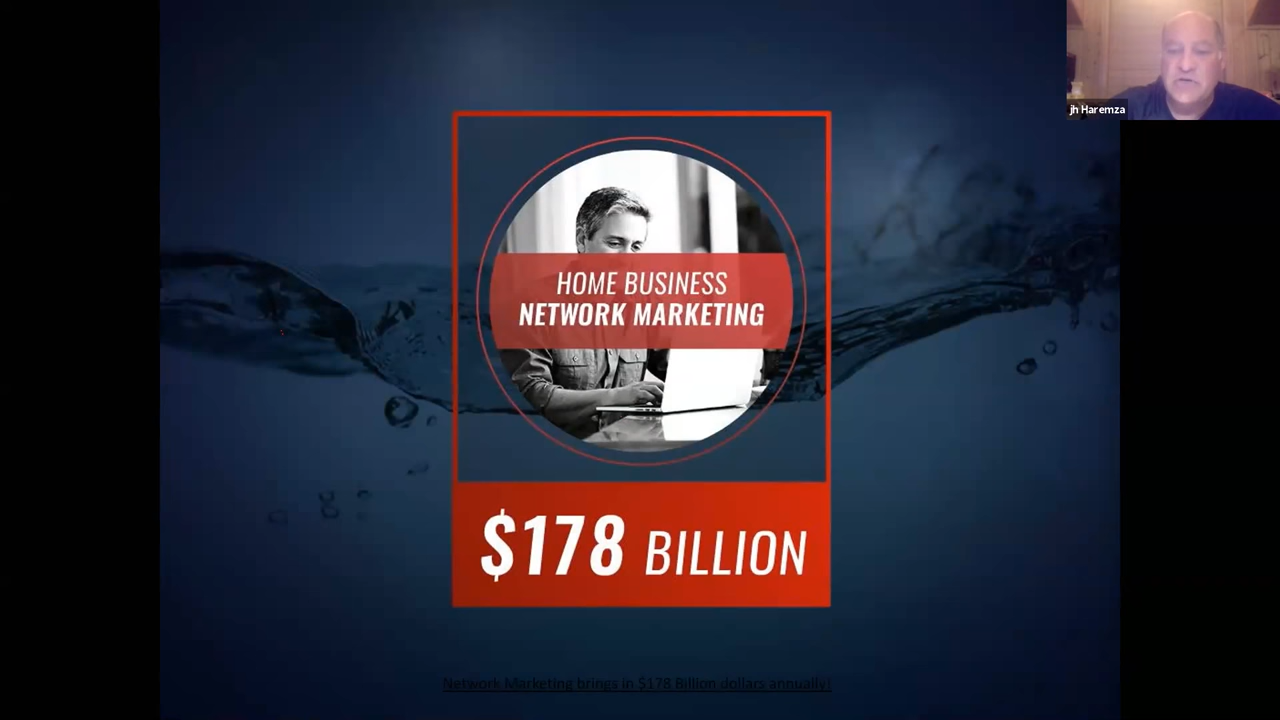 jh Haremza
HOME BUSINESS
NETWORK MARKETING
$178 BILLION
Network Marketing brings in $178 Billion dollars annually!